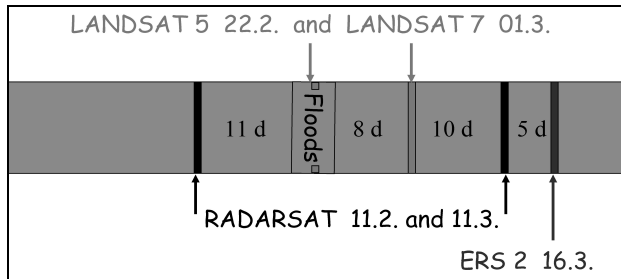 LANDSAT 5 22.2. and LANDSAT 7 01.3.
11 d
Floods
8 d
10 d
5 d
RADARSAT 11.2. and 11.3.
ERS 2 16.3.